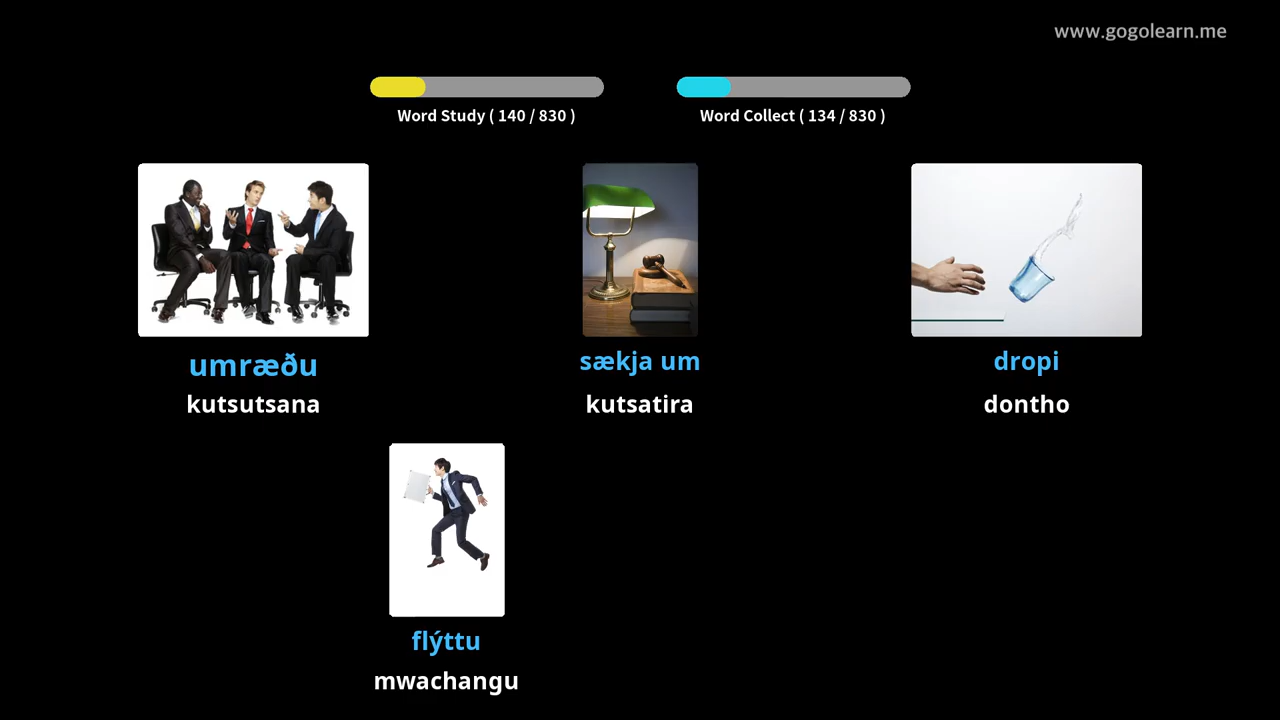 www.gogolearn.me
Word Study ( 140 / 830 )
Word Collect ( 134 / 830 )
umræðu
kutsutsana
sækja um
kutsatira
dropi
dontho
flýttu
mwachangu